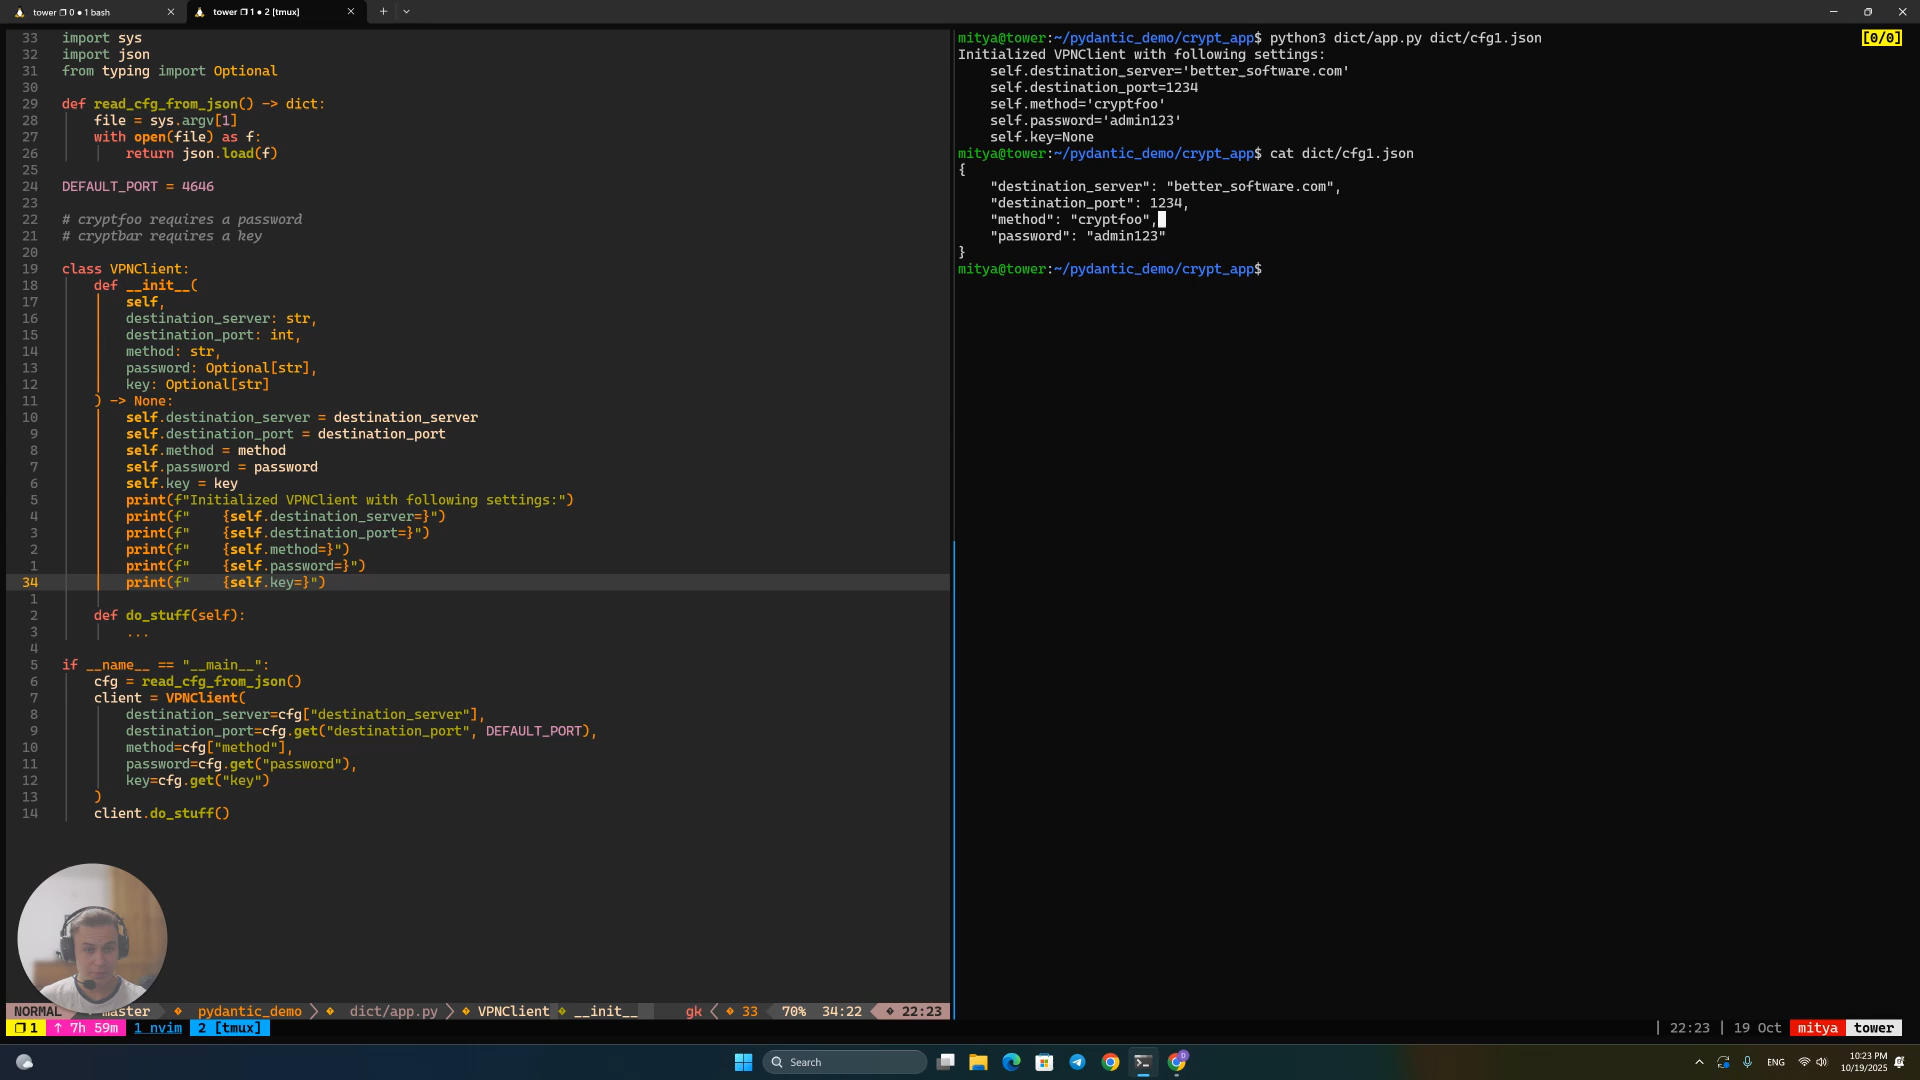 tower ❐ 0 ● 1 bash
tower ❐ 1 ● 2 [tmux]
33 import sys
32 import json
31 from typing import Optional
30
29 def read_cfg_from_json() -> dict:
28 file = sys.argv[1]
27 with open(file) as f:
26 return json.load(f)
25
24 DEFAULT_PORT = 4646
23
22 # cryptfoo requires a password
21 # cryptbar requires a key
20
19 class VPNClient:
18 def __init__(
17 self,
16 destination_server: str,
15 destination_port: int,
14 method: str,
13 password: Optional[str],
12 key: Optional[str]
11 ) -> None:
10 self.destination_server = destination_server
9 self.destination_port = destination_port
8 self.method = method
7 self.password = password
6 self.key = key
5 print(f"Initialized VPNClient with following settings:")
4 print(f"    {self.destination_server=}")
3 print(f"    {self.destination_port=}")
2 print(f"    {self.method=}")
1 print(f"    {self.password=}")
34 print(f"    {self.key=}")
1
2 def do_stuff(self):
3 ...
4
5 if __name__ == "__main__":
6 cfg = read_cfg_from_json()
7 client = VPNClient(
8 destination_server=cfg["destination_server"],
9 destination_port=cfg.get("destination_port", DEFAULT_PORT),
10 method=cfg["method"],
11 password=cfg.get("password"),
12 key=cfg.get("key")
13 )
14 client.do_stuff()
NORMAL master pydantic_demo dict/app.py VPNClient __init__ gk 33 70% 34:22 22:23
mitya@tower:~/pydantic_demo/crypt_app$ python3 dict/app.py dict/cfg1.json [0/0]
Initialized VPNClient with following settings:
self.destination_server='better_software.com'
self.destination_port=1234
self.method='cryptfoo'
self.password='admin123'
self.key=None
mitya@tower:~/pydantic_demo/crypt_app$ cat dict/cfg1.json
{
"destination_server": "better_software.com",
"destination_port": 1234,
"method": "cryptfoo",
"password": "admin123"
}
mitya@tower:~/pydantic_demo/crypt_app$
❐ 1 ↑ 7h 59m 1 nvim 2 [tmux] | 22:23 | 19 Oct mitya tower
Search
ENG
10:23 PM
10/19/2025